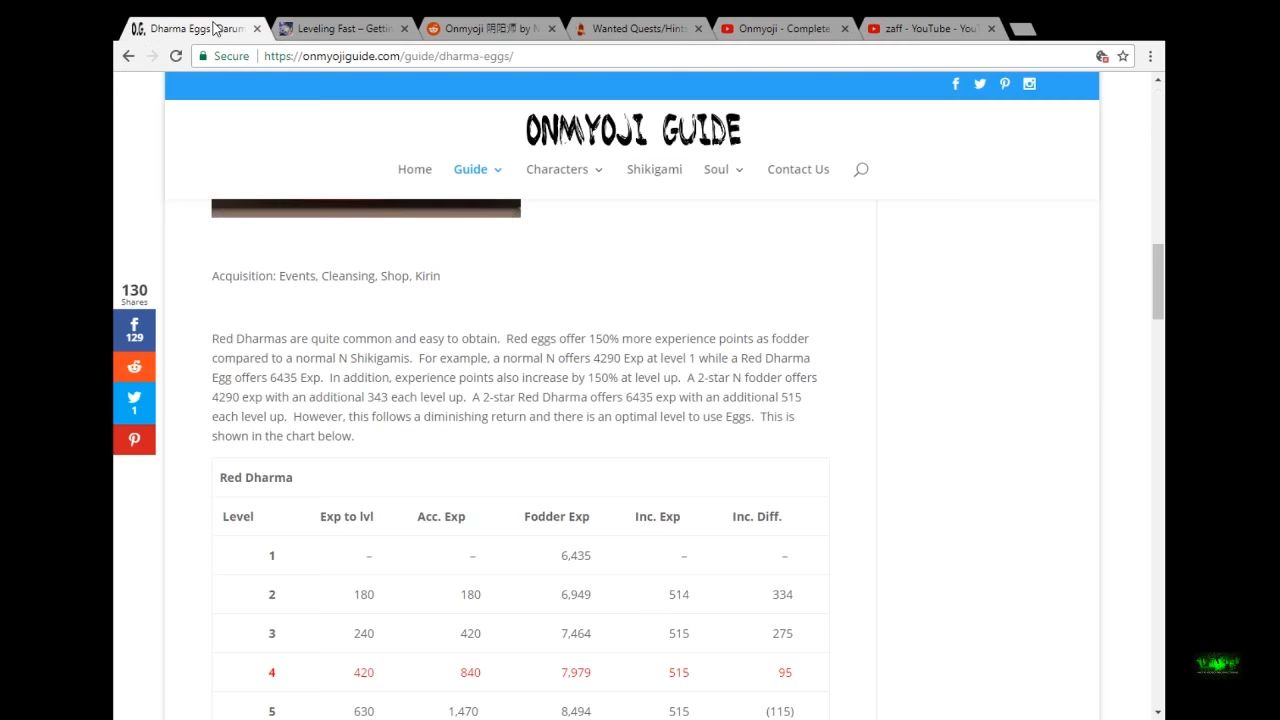 O.G. Dharma Eggs Darum
Leveling Fast – Gettin
Onmyoji 阴阳师 by N
Wanted Quests/Hints
Onmyoji - Complete
zaff - YouTube - You
Secure https://onmyojiguide.com/guide/dharma-eggs/
ONMYOJI GUIDE
Home Guide Characters Shikigami Soul Contact Us
Acquisition: Events, Cleansing, Shop, Kirin
130
Shares
129
1
Red Dharmas are quite common and easy to obtain. Red eggs offer 150% more experience points as fodder
compared to a normal N Shikigamis. For example, a normal N offers 4290 Exp at level 1 while a Red Dharma
Egg offers 6435 Exp. In addition, experience points also increase by 150% at level up. A 2-star N fodder offers
4290 exp with an additional 343 each level up. A 2-star Red Dharma offers 6435 exp with an additional 515
each level up. However, this follows a diminishing return and there is an optimal level to use Eggs. This is
shown in the chart below.
Red Dharma
Level Exp to lvl Acc. Exp Fodder Exp Inc. Exp Inc. Diff.
1 – – 6,435 – –
2 180 180 6,949 514 334
3 240 420 7,464 515 275
4 420 840 7,979 515 95
5 630 1,470 8,494 515 (115)